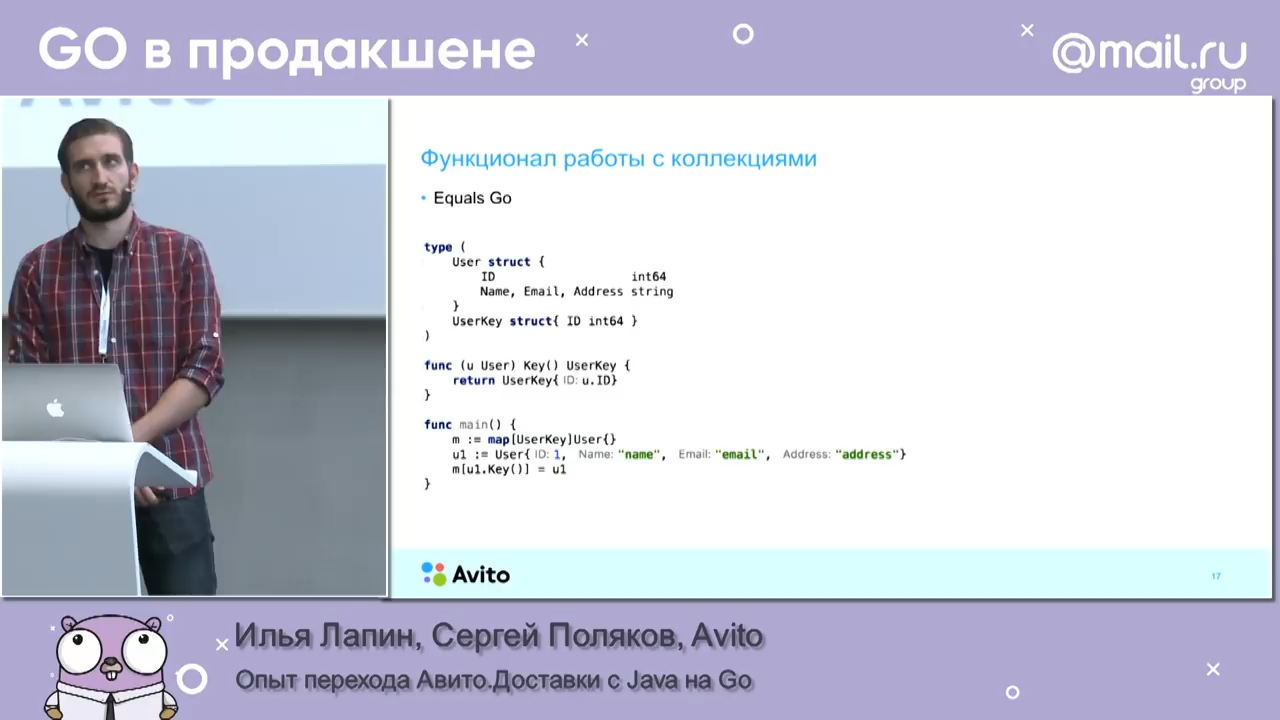 GO в продакшене
@mail.ru
group
Функционал работы с коллекциями
• Equals Go
type (
User struct {
ID int64
Name, Email, Address string
}
UserKey struct{ ID int64 }
)
func (u User) Key() UserKey {
return UserKey{ ID: u.ID}
}
func main() {
m := map[UserKey]User{}
u1 := User{ ID: 1, Name: "name", Email: "email", Address: "address"}
m[u1.Key()] = u1
}
Avito
17
Илья Лапин, Сергей Поляков, Avito
Опыт перехода Авито.Доставки с Java на Go